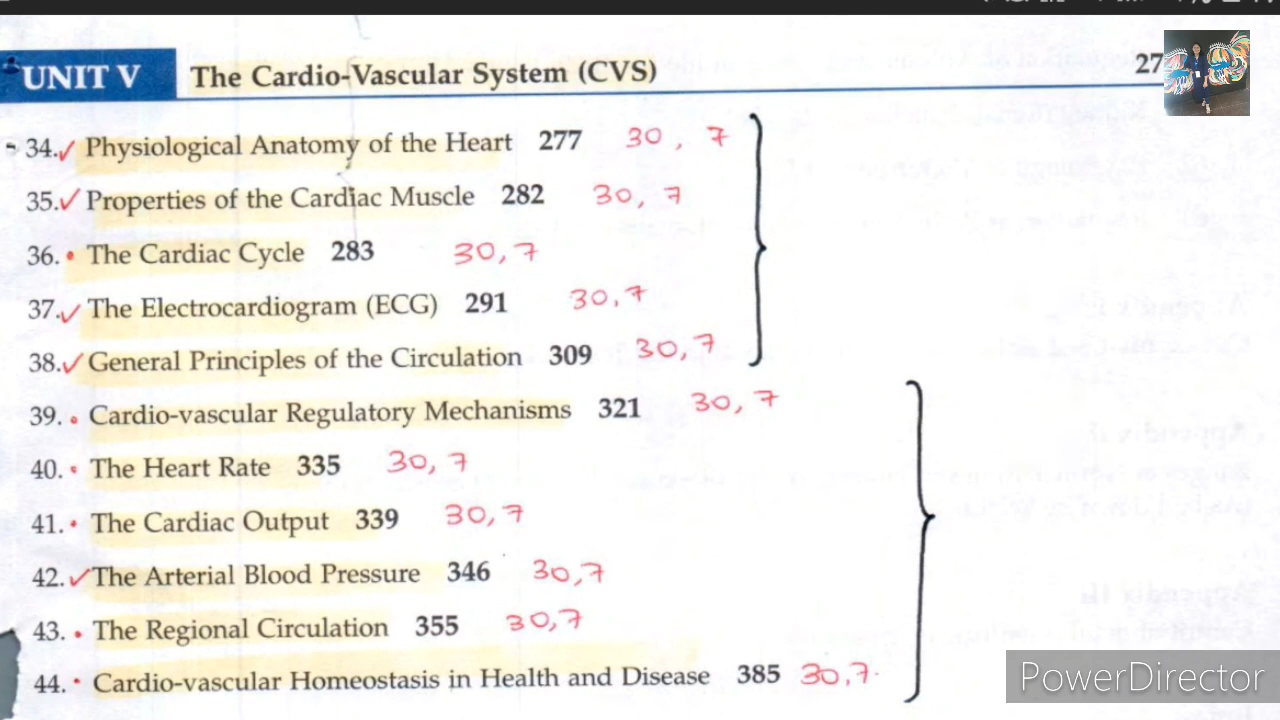 UNIT V The Cardio-Vascular System (CVS) 27
34. ✓ Physiological Anatomy of the Heart 277 30, 7
35. ✓ Properties of the Cardiac Muscle 282 30, 7
36. • The Cardiac Cycle 283 30,7
37. ✓ The Electrocardiogram (ECG) 291 30,7
38. ✓ General Principles of the Circulation 309 30,7
39. • Cardio-vascular Regulatory Mechanisms 321 30,7
40. • The Heart Rate 335 30,7
41. • The Cardiac Output 339 30,7
42. ✓ The Arterial Blood Pressure 346 30,7
43. • The Regional Circulation 355 30,7
44. • Cardio-vascular Homeostasis in Health and Disease 385 30,7.
PowerDirector